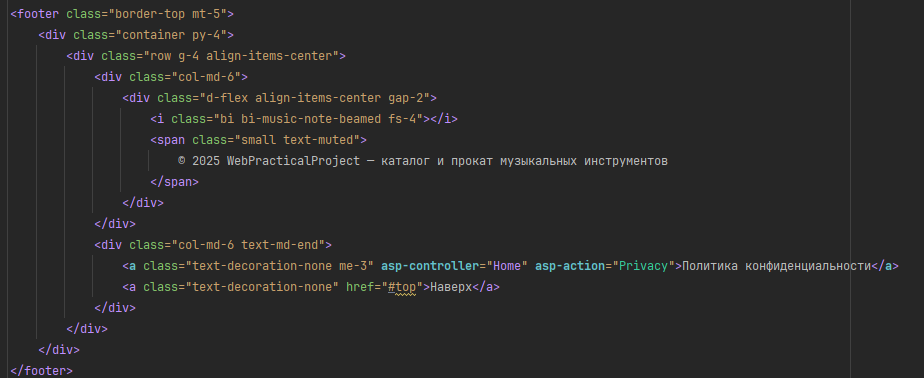 <footer class="border-top mt-5">
<div class="container py-4">
<div class="row g-4 align-items-center">
<div class="col-md-6">
<div class="d-flex align-items-center gap-2">
<i class="bi bi-music-note-beamed fs-4"></i>
<span class="small text-muted">
© 2025 WebPracticalProject — каталог и прокат музыкальных инструментов
</span>
</div>
</div>
<div class="col-md-6 text-md-end">
<a class="text-decoration-none me-3" asp-controller="Home" asp-action="Privacy">Политика конфиденциальности</a>
<a class="text-decoration-none" href="#top">Наверх</a>
</div>
</div>
</div>
</footer>